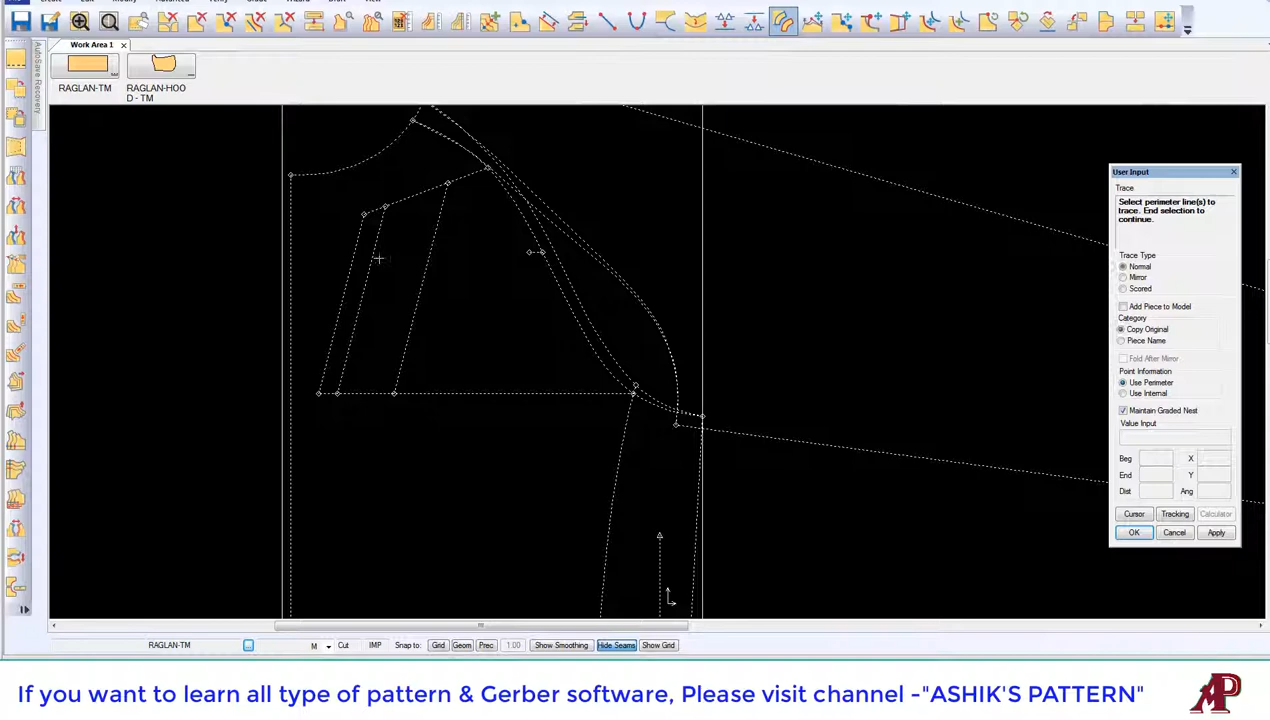 Work Area 1
AutoSave Recovery
RAGLAN-TM
RAGLAN-HOO
D - TM
User Input
Trace
Select perimeter line(s) to
trace. End selection to
continue.
Trace Type
Normal
Mirror
Scored
Add Piece to Model
Category
Copy Original
Piece Name
Fold After Mirror
Point Information
Use Perimeter
Use Internal
Maintain Graded Nest
Value Input
Beg X
End Y
Dist Ang
Cursor Tracking Calculator
OK Cancel Apply
RAGLAN-TM ... M Cut IMP Snap to: Grid Geom Prec 1.00 Show Smoothing Hide Seams Show Grid
If you want to learn all type of pattern & Gerber software, Please visit channel -"ASHIK'S PATTERN"
AP